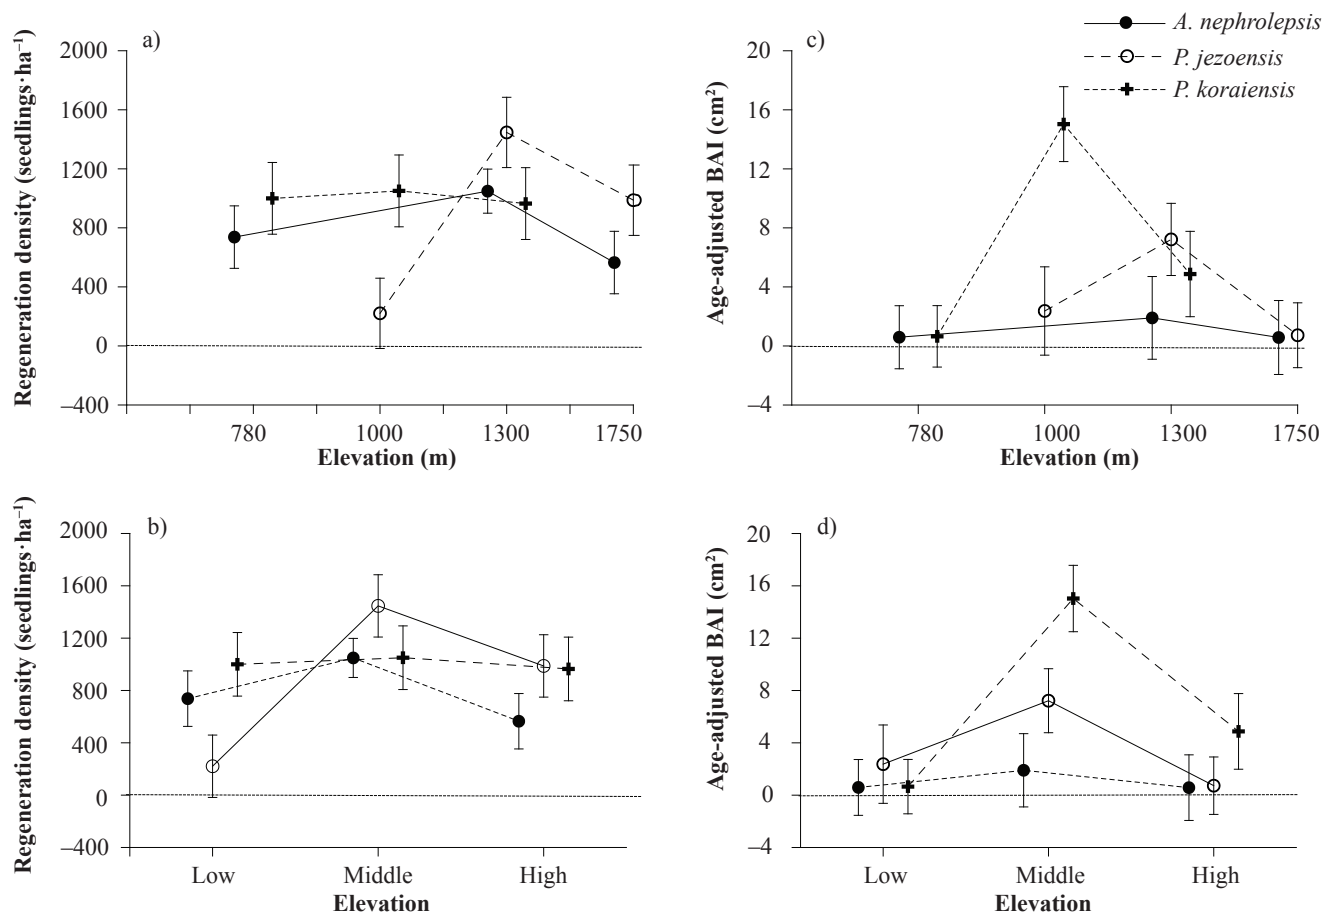 a)
Regeneration density (seedlings·ha⁻¹)
2000
1600
1200
800
400
0
–400
780 1000 1300 1750
Elevation (m)
c)
A. nephrolepsis
P. jezoensis
P. koraiensis
Age-adjusted BAI (cm²)
20
16
12
8
4
0
–4
780 1000 1300 1750
Elevation (m)
b)
Regeneration density (seedlings·ha⁻¹)
2000
1600
1200
800
400
0
–400
Low Middle High
Elevation
d)
Age-adjusted BAI (cm²)
20
16
12
8
4
0
–4
Low Middle High
Elevation